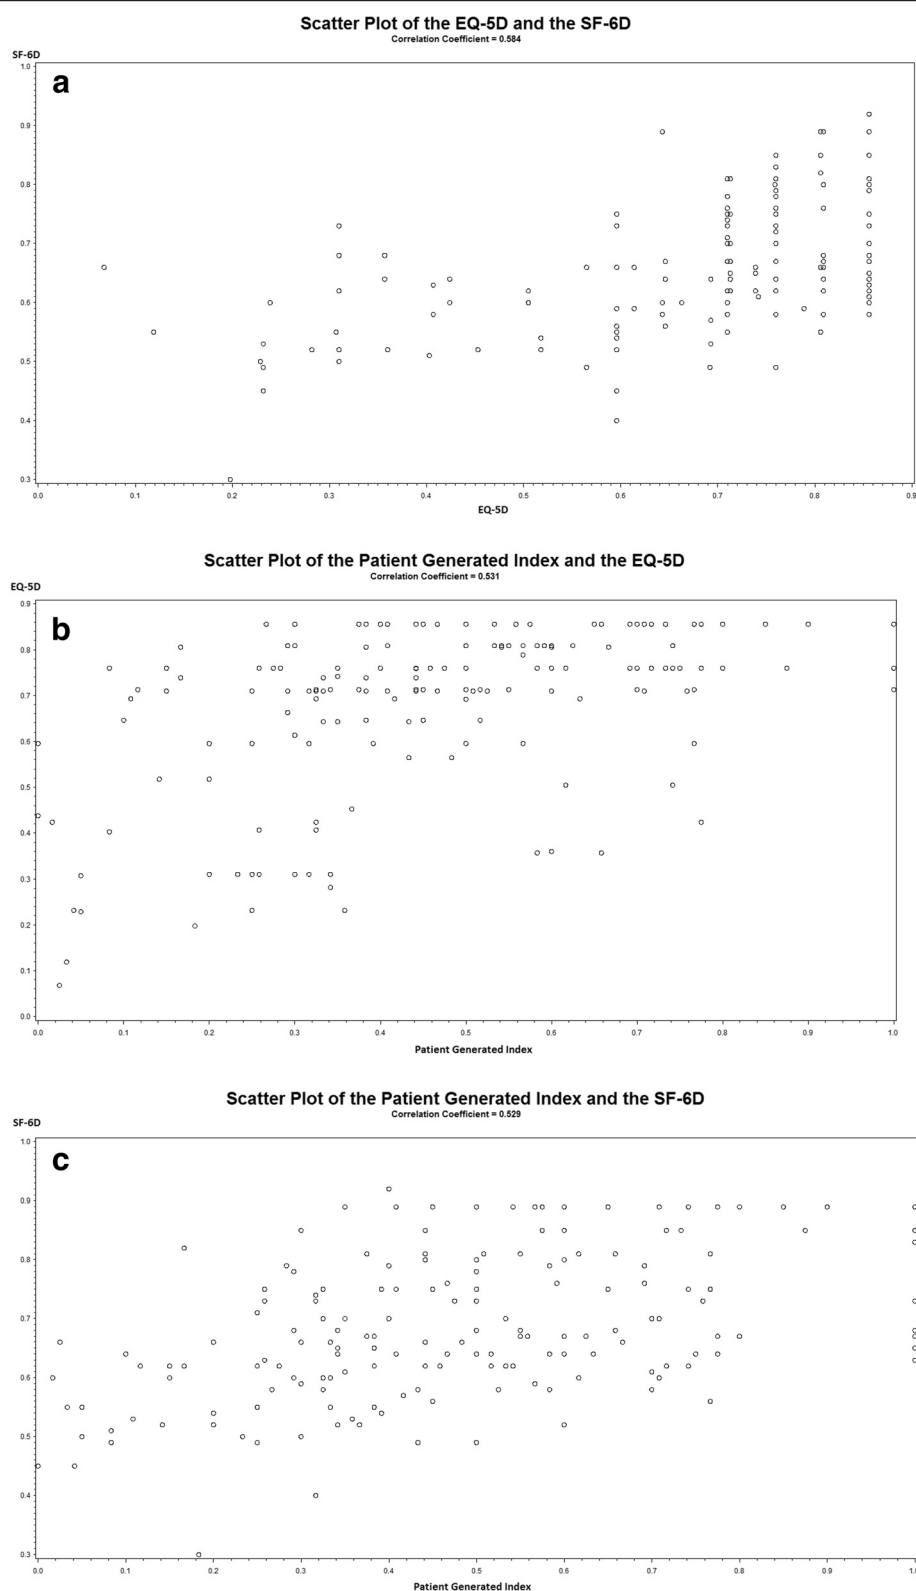 Scatter Plot of the EQ-5D and the SF-6D
Correlation Coefficient = 0.584
SF-6D
a
1.0
0.9
0.8
0.7
0.6
0.5
0.4
0.3
0.0 0.1 0.2 0.3 0.4 0.5 0.6 0.7 0.8 0.9
EQ-5D
Scatter Plot of the Patient Generated Index and the EQ-5D
Correlation Coefficient = 0.531
EQ-5D
b
0.9
0.8
0.7
0.6
0.5
0.4
0.3
0.2
0.1
0.0
0.0 0.1 0.2 0.3 0.4 0.5 0.6 0.7 0.8 0.9 1.0
Patient Generated Index
Scatter Plot of the Patient Generated Index and the SF-6D
Correlation Coefficient = 0.529
SF-6D
c
1.0
0.9
0.8
0.7
0.6
0.5
0.4
0.3
0.0 0.1 0.2 0.3 0.4 0.5 0.6 0.7 0.8 0.9
Patient Generated Index